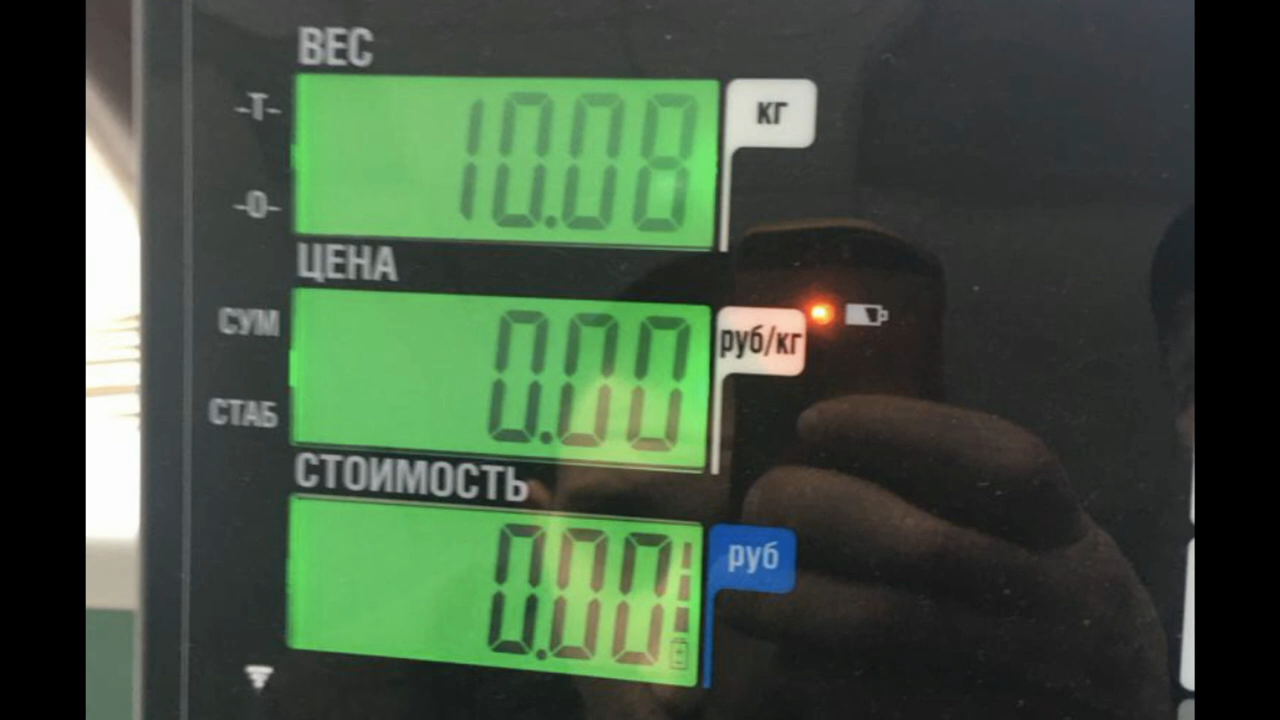 ВЕС
-T-
10.08
кг
-0-
ЦЕНА
СУМ
0.00
руб/кг
СТАБ
СТОИМОСТЬ
0.00
руб